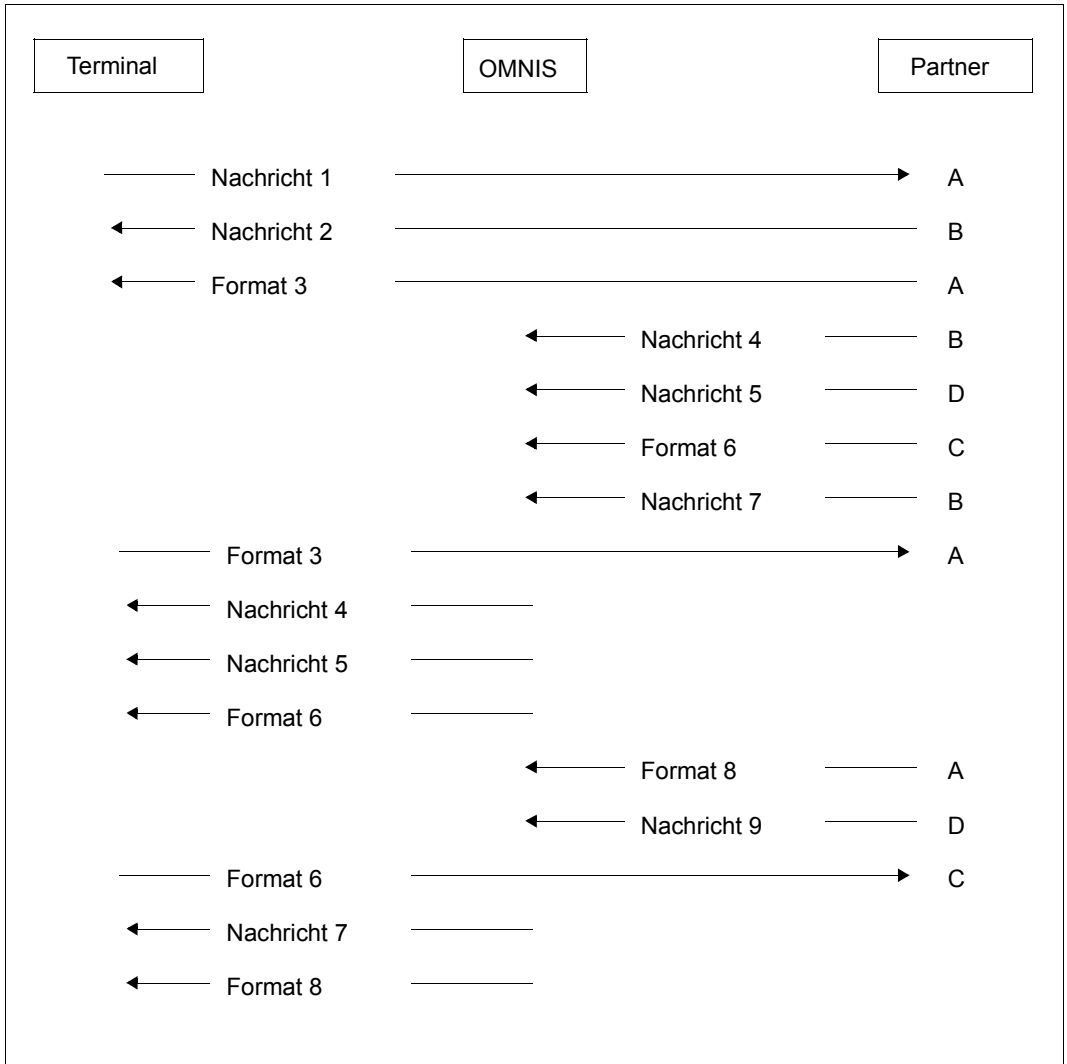 Terminal OMNIS Partner
Nachricht 1 A
Nachricht 2 B
Format 3 A
Nachricht 4 B
Nachricht 5 D
Format 6 C
Nachricht 7 B
Format 3 A
Nachricht 4
Nachricht 5
Format 6
Format 8 A
Nachricht 9 D
Format 6 C
Nachricht 7
Format 8